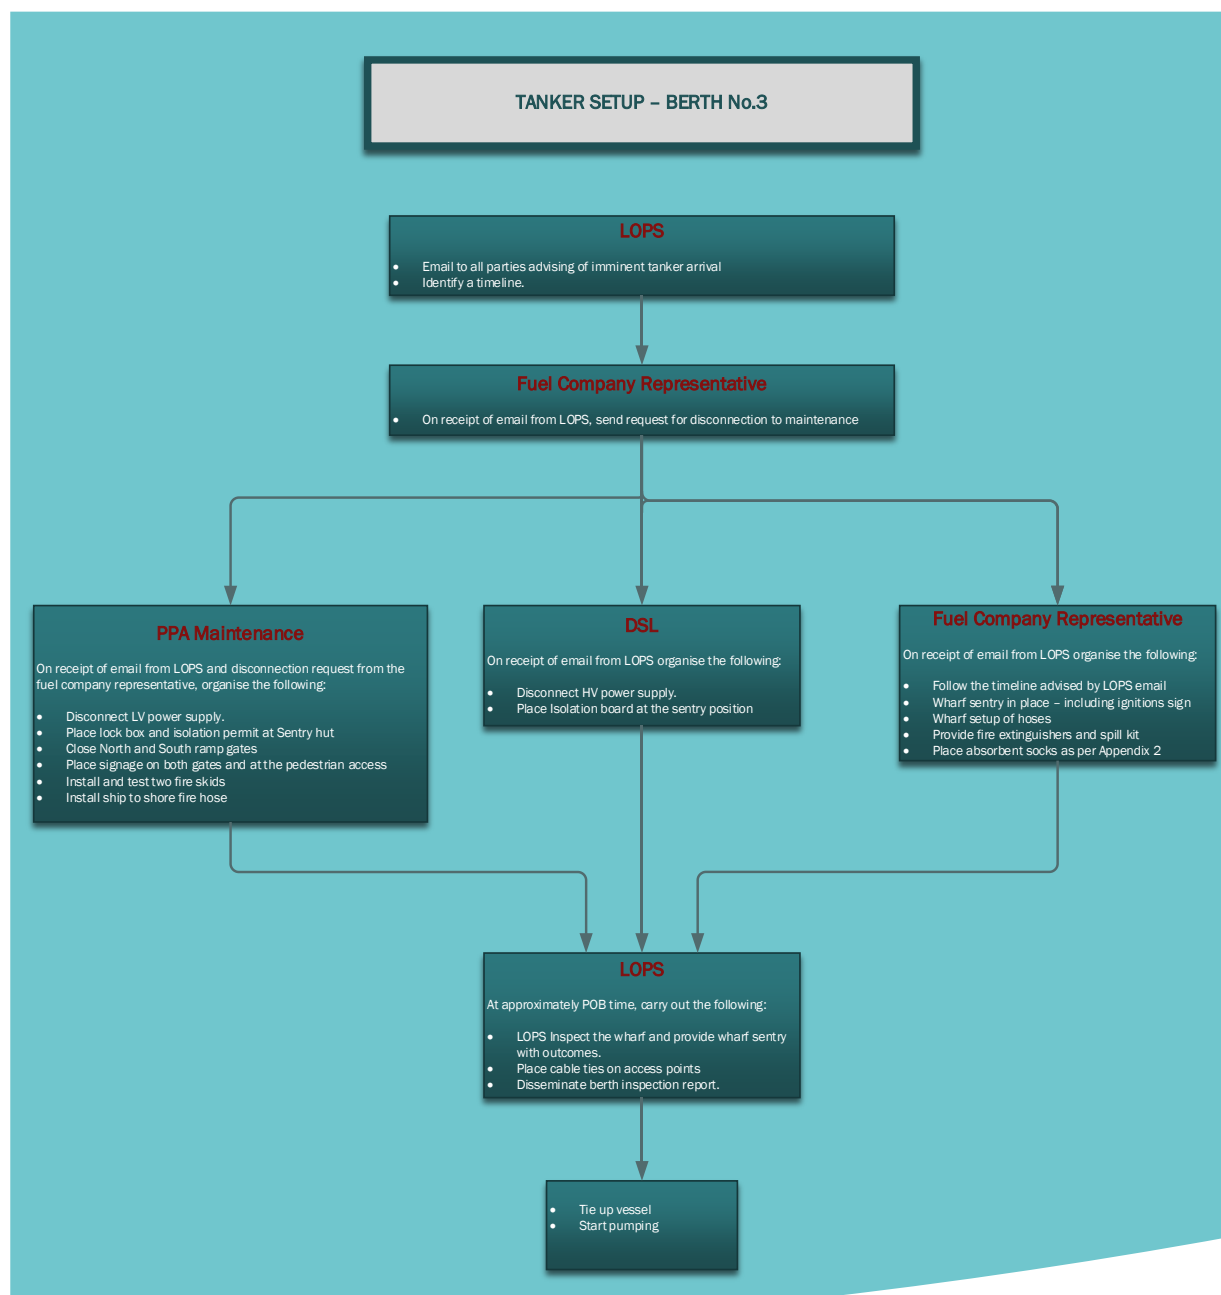 TANKER SETUP – BERTH No.3
LOPS
• Email to all parties advising of imminent tanker arrival
• Identify a timeline.
Fuel Company Representative
• On receipt of email from LOPS, send request for disconnection to maintenance
PPA Maintenance
On receipt of email from LOPS and disconnection request from the
fuel company representative, organise the following:
• Disconnect LV power supply.
• Place lock box and isolation permit at Sentry hut
• Close North and South ramp gates
• Place signage on both gates and at the pedestrian access
• Install and test two fire skids
• Install ship to shore fire hose
DSL
On receipt of email from LOPS organise the following:
• Disconnect HV power supply.
• Place Isolation board at the sentry position
Fuel Company Representative
On receipt of email from LOPS organise the following:
• Follow the timeline advised by LOPS email
• Wharf sentry in place – including ignitions sign
• Wharf setup of hoses
• Provide fire extinguishers and spill kit
• Place absorbent socks as per Appendix 2
LOPS
At approximately POB time, carry out the following:
• LOPS Inspect the wharf and provide wharf sentry
with outcomes.
• Place cable ties on access points
• Disseminate berth inspection report.
• Tie up vessel
• Start pumping